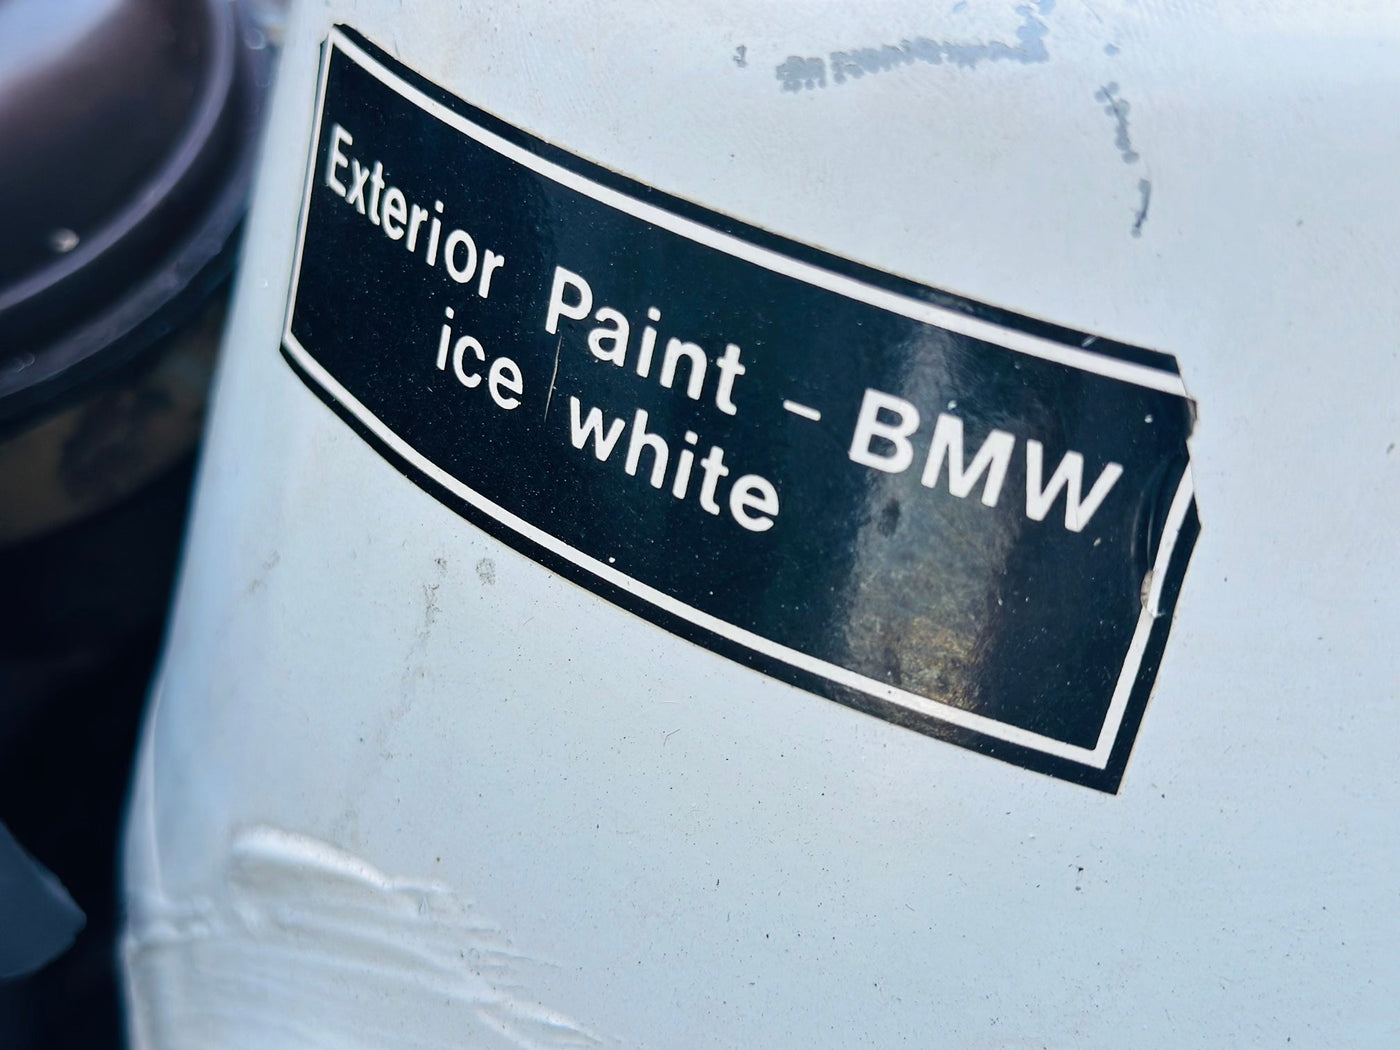 Exterior Paint – BMW
ice white